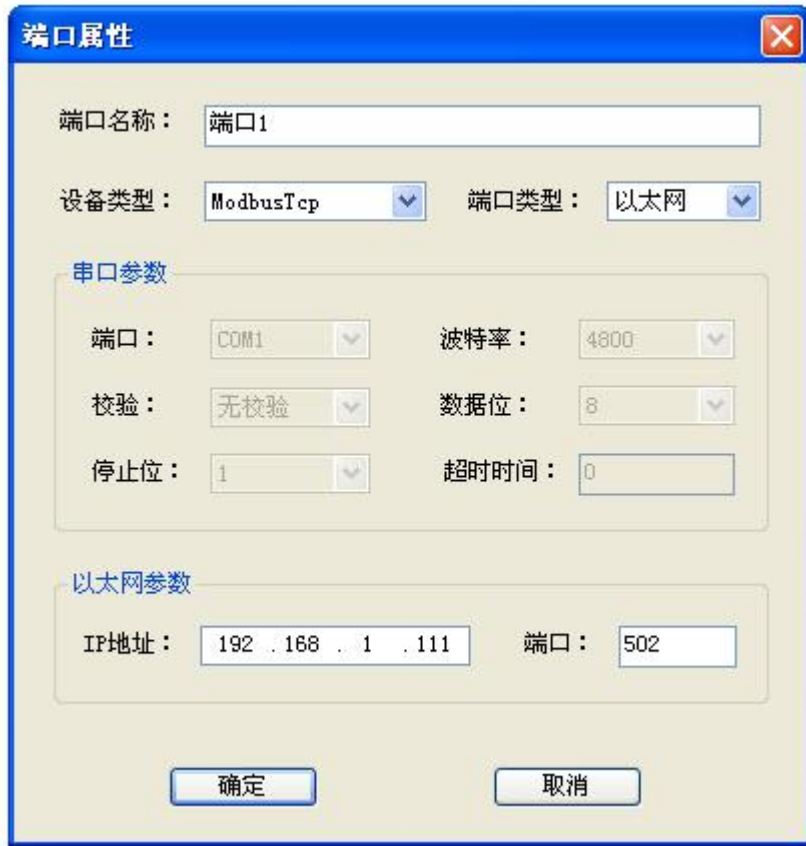 端口属性
端口名称： 端口1
设备类型： ModbusTcp 端口类型： 以太网
串口参数
端口： COM1 波特率： 4800
校验： 无校验 数据位： 8
停止位： 1 超时时间： 0
以太网参数
IP地址： 192 . 168 . 1 . 111 端口： 502
确定 取消